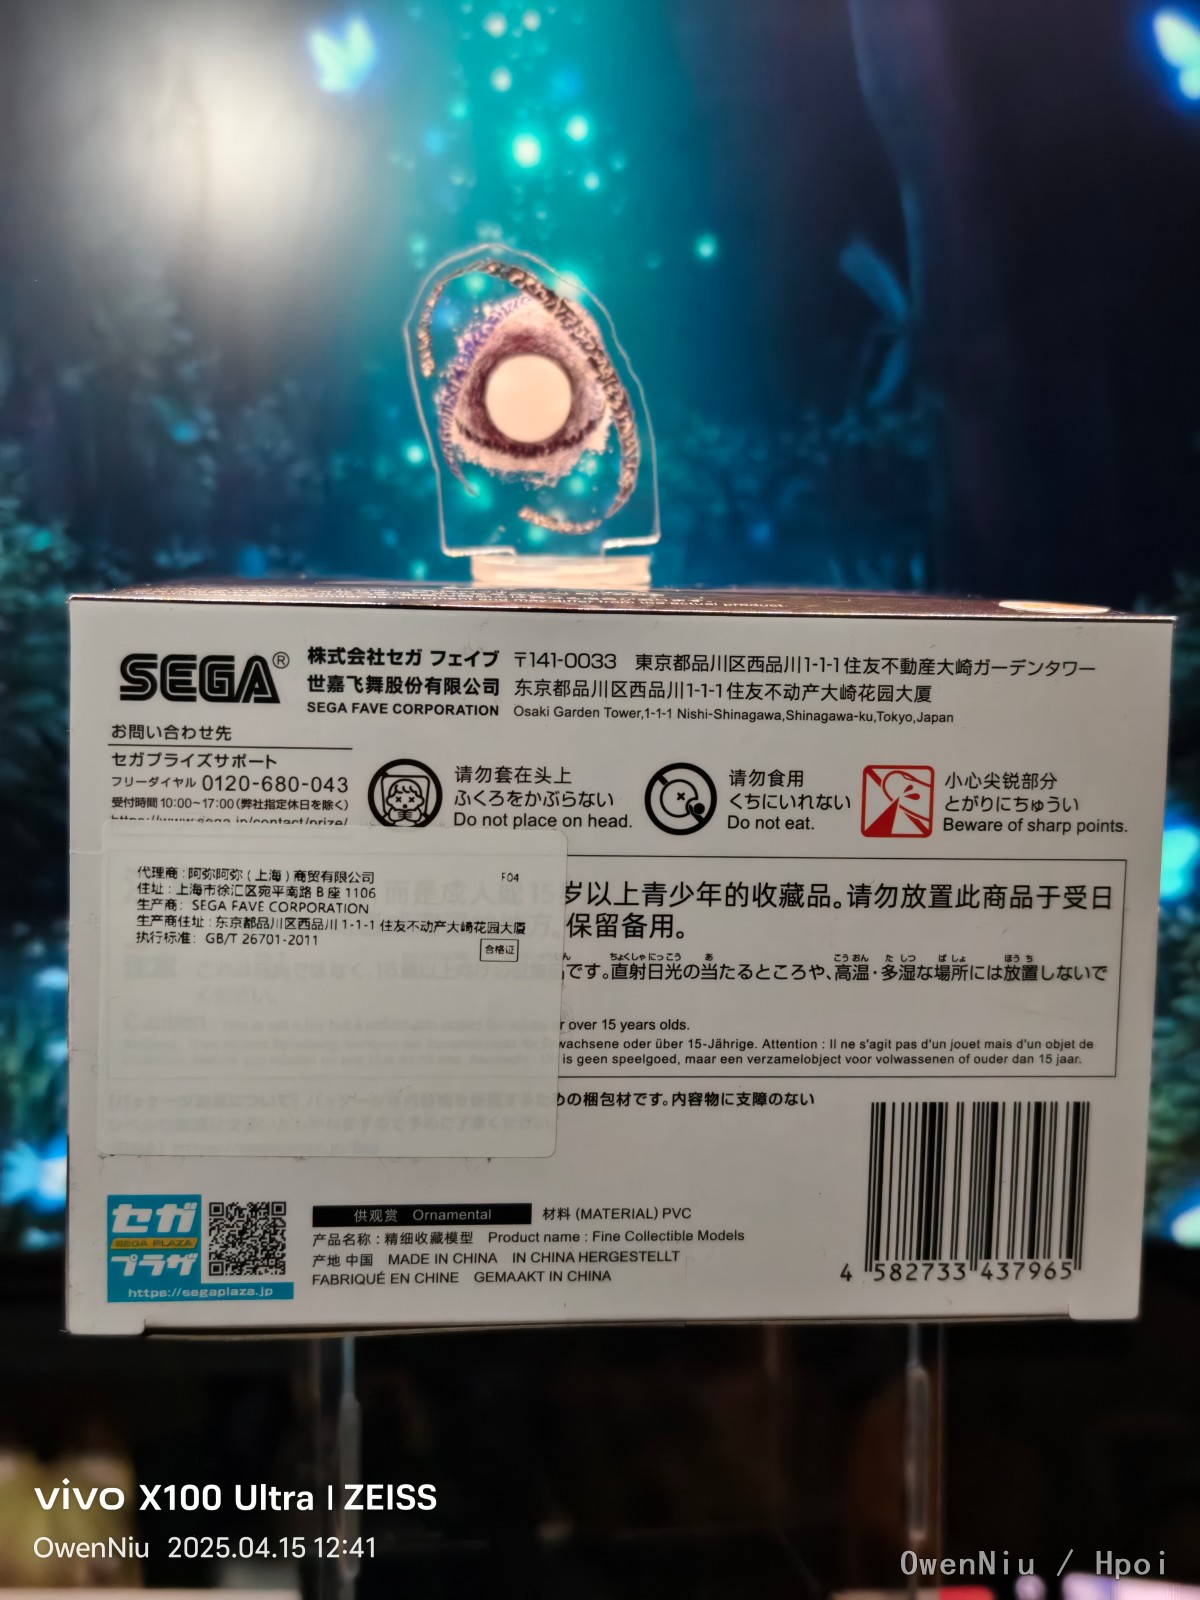 SEGA®
株式会社セガ フェイブ
世嘉飞舞股份有限公司
SEGA FAVE CORPORATION
〒141-0033 東京都品川区西品川1-1-1 住友不動産大崎ガーデンタワー
东京都品川区西品川1-1-1 住友不动产大崎花园大厦
Osaki Garden Tower,1-1-1 Nishi-Shinagawa,Shinagawa-ku,Tokyo,Japan
お問い合わせ先
セガプライズサポート
フリーダイヤル 0120-680-043
受付時間 10:00~17:00(弊社指定休日を除く)
https://www.sega.jp/contact/prize/
请勿套在头上
ふくろをかぶらない
Do not place on head.
请勿食用
くちにいれない
Do not eat.
小心尖锐部分
とがりにちゅうい
Beware of sharp points.
代理商：阿弥阿弥（上海）商贸有限公司
F04
住址：上海市徐汇区宛平南路 B 座 1106
生产商：SEGA FAVE CORPORATION
生产商住址：东京都品川区西品川 1-1-1 住友不动产大崎花园大厦
执行标准：GB/T 26701-2011
合格证
岁以上青少年的收藏品。请勿放置此商品于受日
保留备用。
です。直射日光の当たるところや、高温・多湿な場所には放置しないで
r over 15 years olds.
wachsene oder über 15-Jährige. Attention : Il ne s'agit pas d'un jouet mais d'un objet de
is geen speelgoed, maar een verzamelobject voor volwassenen of ouder dan 15 jaar.
めの梱包材です。内容物に支障のない
セガ
SEGA PLAZA
プラザ
https://segaplaza.jp
供观赏 Ornamental
材料 (MATERIAL) PVC
产品名称：精细收藏模型 Product name : Fine Collectible Models
产地 中国 MADE IN CHINA IN CHINA HERGESTELLT
FABRIQUÉ EN CHINE GEMAAKT IN CHINA
4 582733 437965
vivo X100 Ultra | ZEISS
OwenNiu 2025.04.15 12:41
OwenNiu / Hpoi